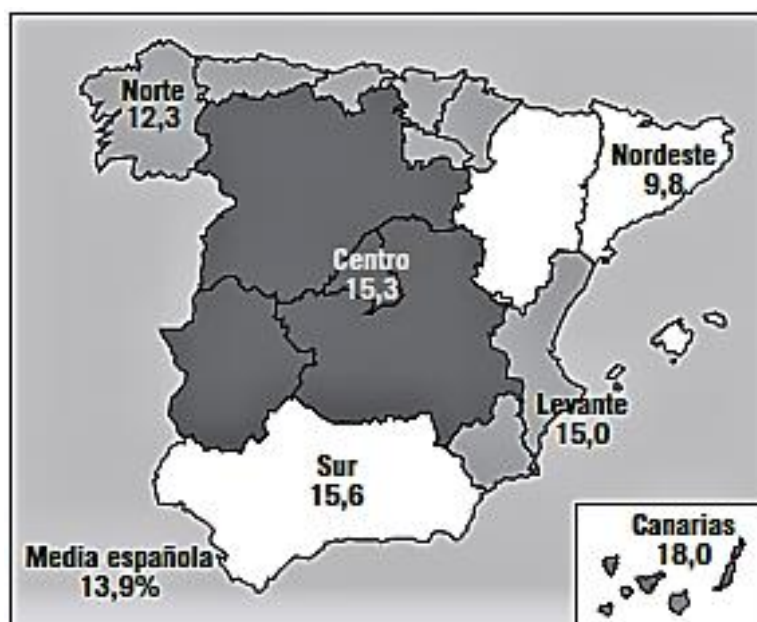 Norte
12,3
Nordeste
9,8
Centro
15,3
Levante
15,0
Sur
15,6
Canarias
18,0
Media española
13,9%